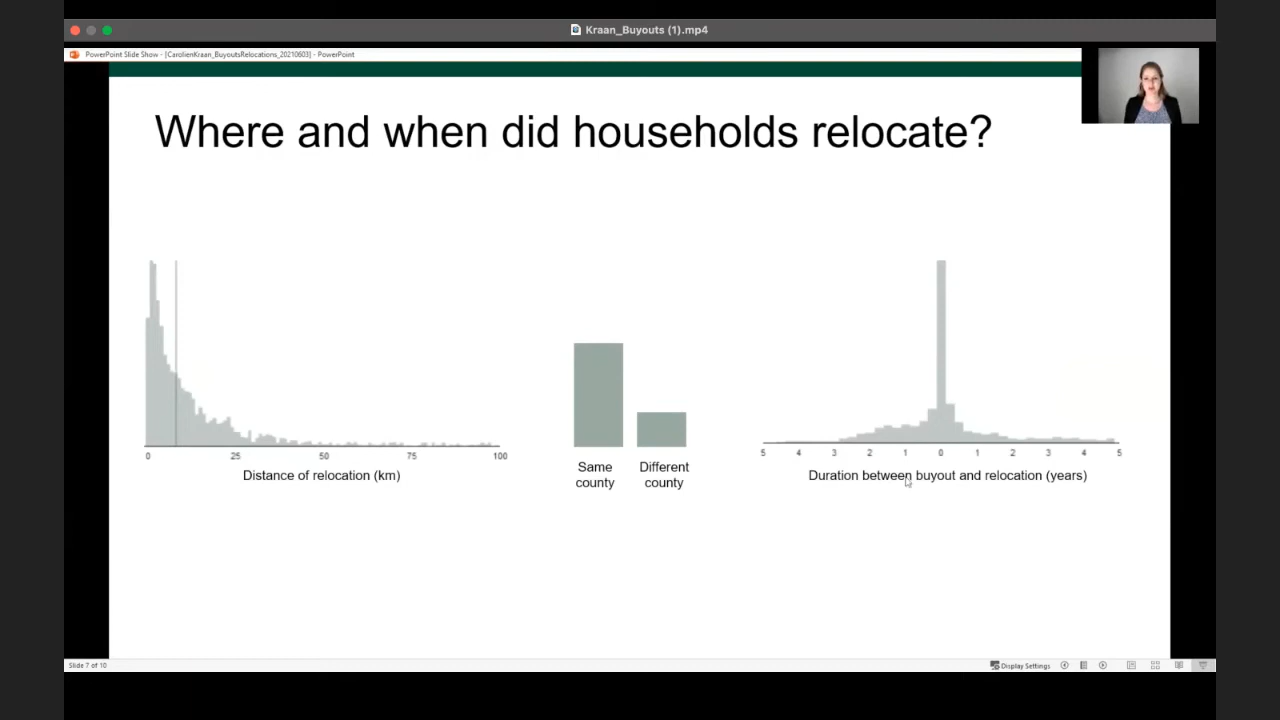 Kraan_Buyouts (1).mp4
PowerPoint Slide Show - [CarolienKraan_BuyoutsRelocations_20210603] - PowerPoint
Where and when did households relocate?
0 25 50 75 100
Distance of relocation (km)
Same county
Different county
5 4 3 2 1 0 1 2 3 4 5
Duration between buyout and relocation (years)
Slide 7 of 10
Display Settings